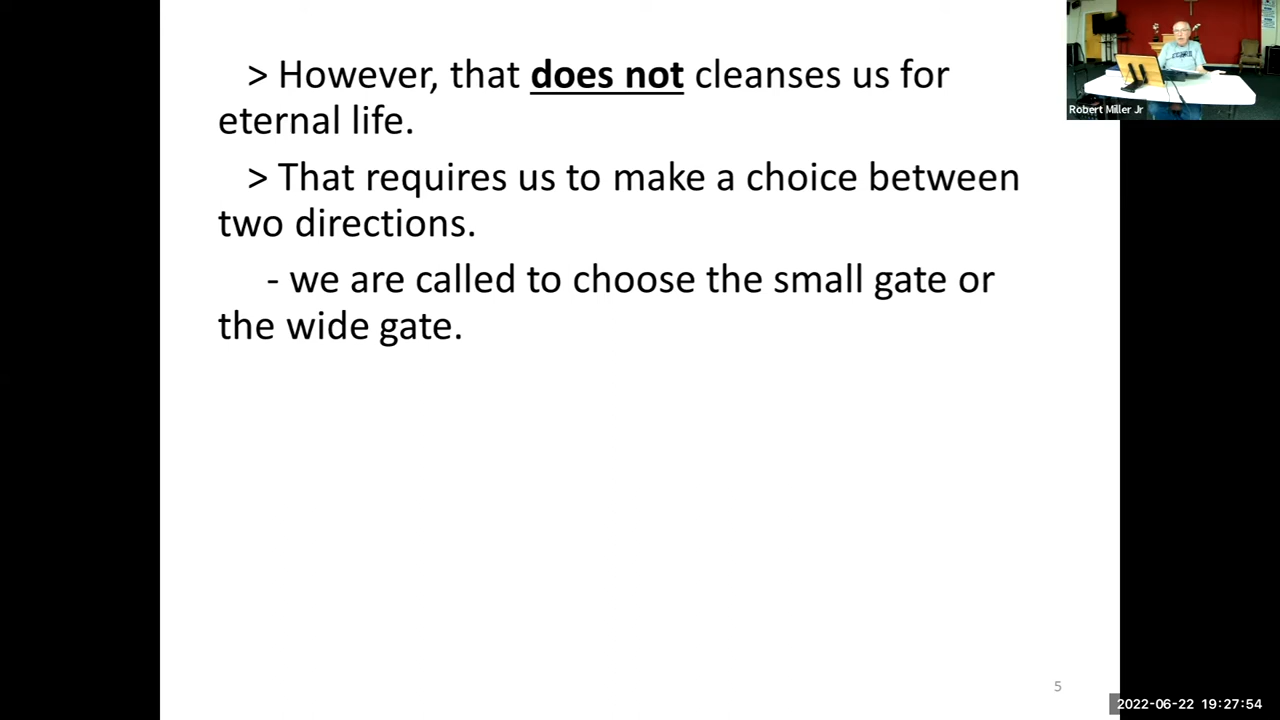 > However, that does not cleanses us for
eternal life.
> That requires us to make a choice between
two directions.
- we are called to choose the small gate or
the wide gate.
Robert Miller Jr
5
2022-06-22 19:27:54